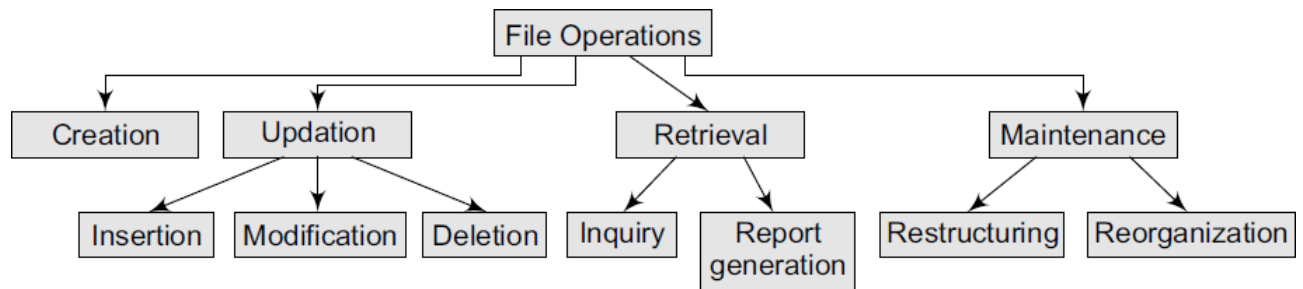 File Operations
Creation
Updation
Retrieval
Maintenance
Insertion
Modification
Deletion
Inquiry
Report
generation
Restructuring
Reorganization